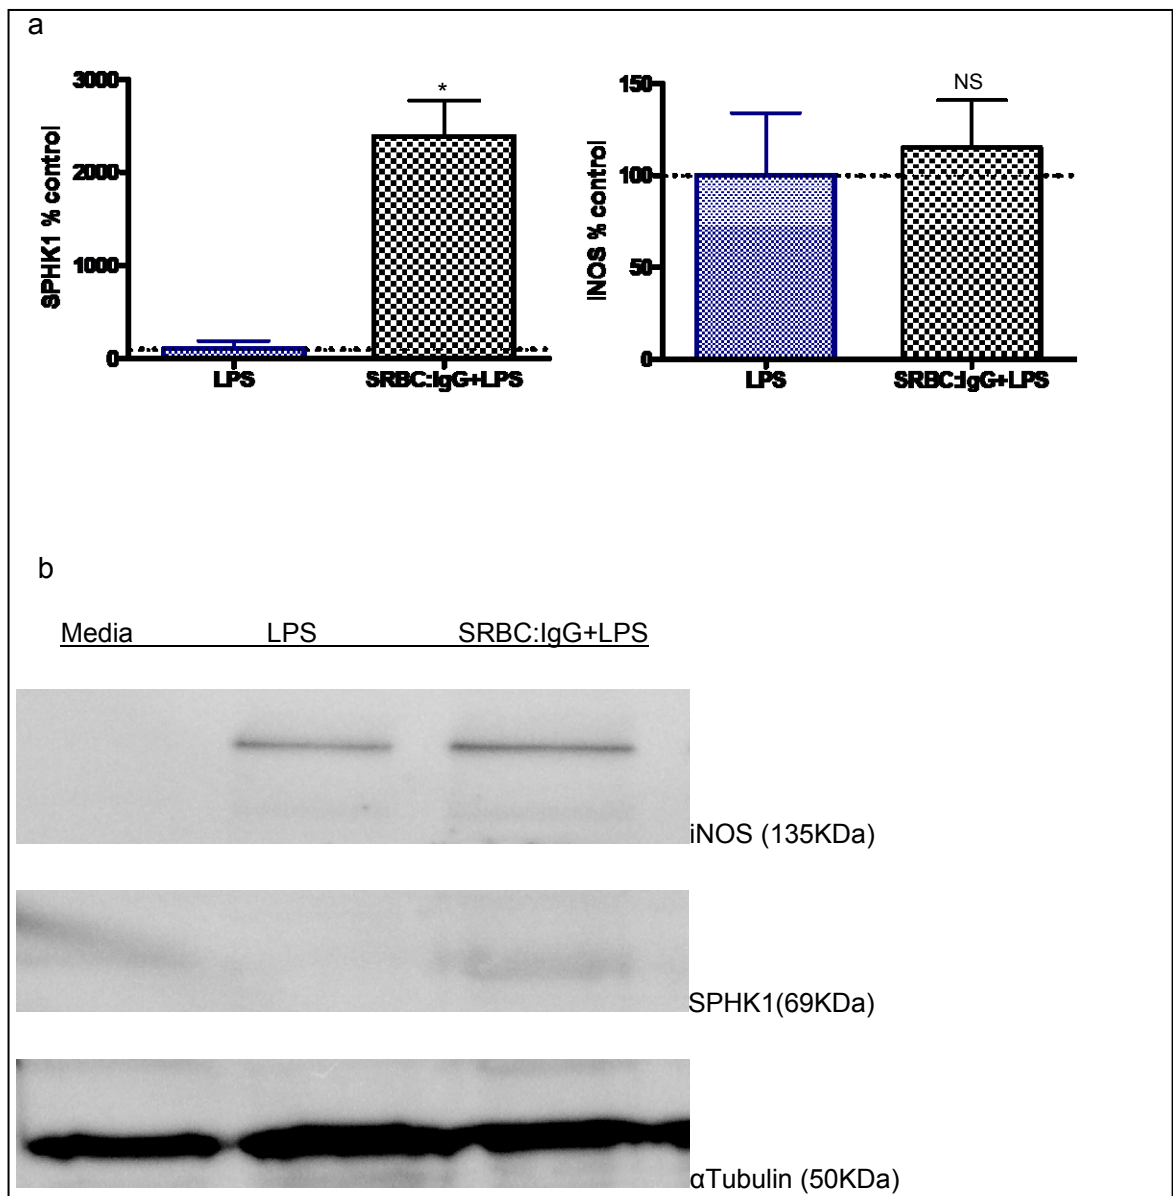 a
SPHK1 % control
3000
2000
1000
0
*
LPS
SRBC:IgG+LPS
iNOS % control
150
100
50
0
NS
LPS
SRBC:IgG+LPS
b
Media LPS SRBC:IgG+LPS
iNOS (135KDa)
SPHK1(69KDa)
αTubulin (50KDa)